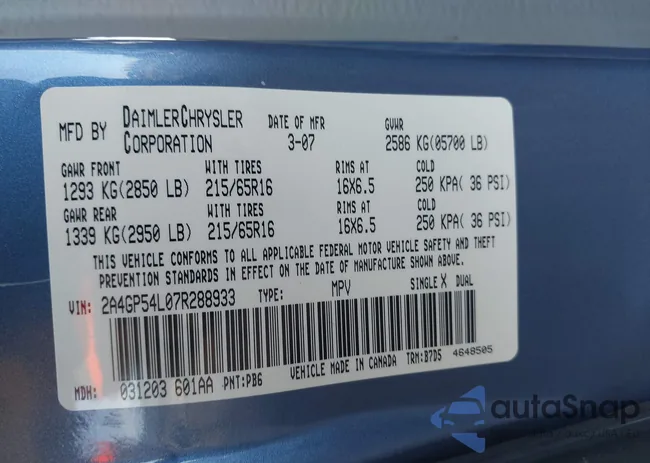 MFD BY DAIMLERCHRYSLER CORPORATION DATE OF MFR 3-07 GVWR 2586 KG(05700 LB)
GAWR FRONT WITH TIRES RIMS AT COLD
1293 KG(2850 LB) 215/65R16 16X6.5 250 KPA( 36 PSI)
GAWR REAR WITH TIRES RIMS AT COLD
1339 KG(2950 LB) 215/65R16 16X6.5 250 KPA( 36 PSI)
THIS VEHICLE CONFORMS TO ALL APPLICABLE FEDERAL MOTOR VEHICLE SAFETY AND THEFT
PREVENTION STANDARDS IN EFFECT ON THE DATE OF MANUFACTURE SHOWN ABOVE.
VIN: 2A4GP54L07R288933 TYPE: MPV SINGLE X DUAL
VEHICLE MADE IN CANADA TRM:B7D5 4648505
MDH: 031203 601AA PNT:PB6
autoSnap